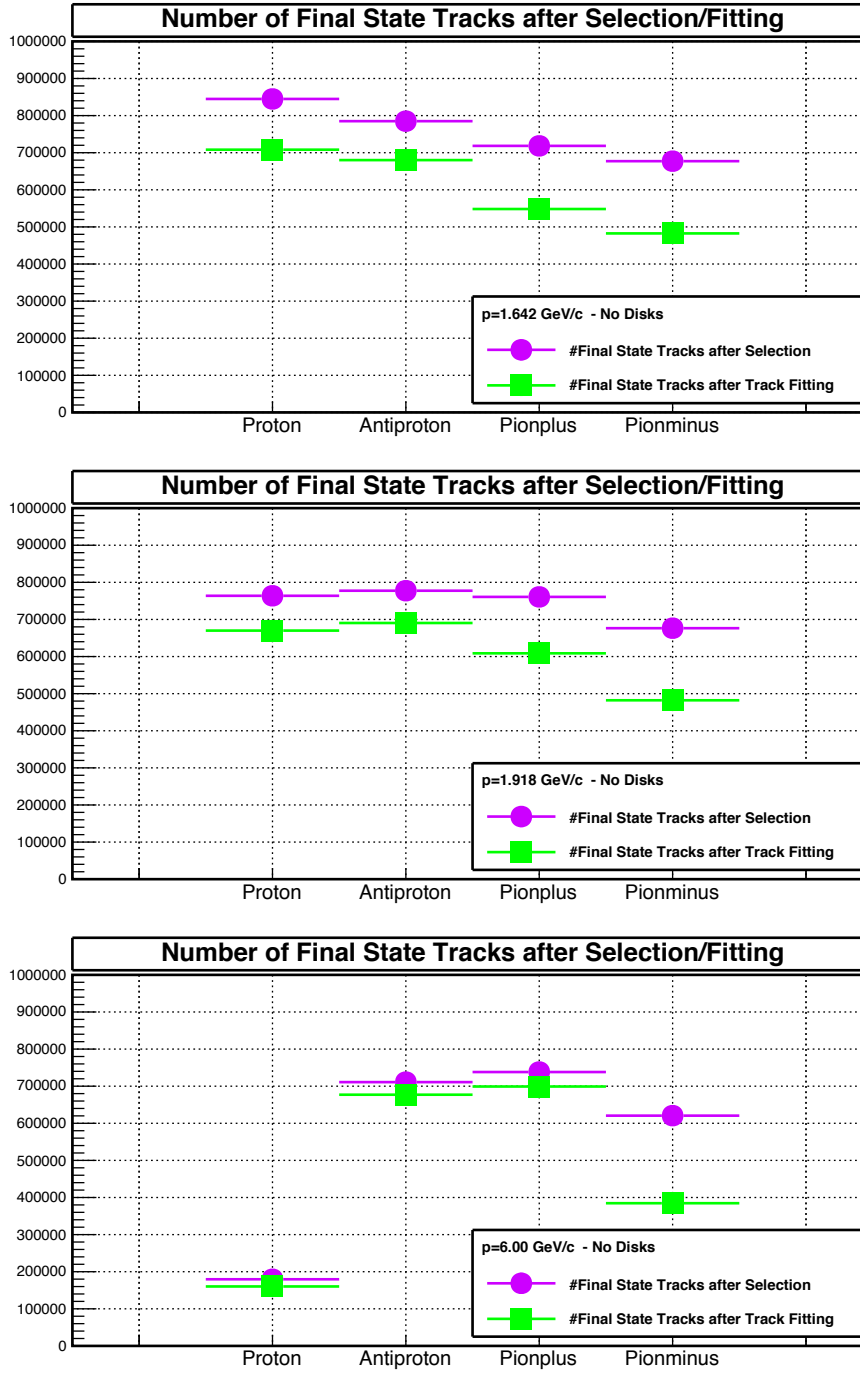 Number of Final State Tracks after Selection/Fitting
1000000
900000
800000
700000
600000
500000
400000
300000
200000
100000
0
p=1.642 GeV/c - No Disks
#Final State Tracks after Selection
#Final State Tracks after Track Fitting
Proton Antiproton Pionplus Pionminus
Number of Final State Tracks after Selection/Fitting
1000000
900000
800000
700000
600000
500000
400000
300000
200000
100000
0
p=1.918 GeV/c - No Disks
#Final State Tracks after Selection
#Final State Tracks after Track Fitting
Proton Antiproton Pionplus Pionminus
Number of Final State Tracks after Selection/Fitting
1000000
900000
800000
700000
600000
500000
400000
300000
200000
100000
0
p=6.00 GeV/c - No Disks
#Final State Tracks after Selection
#Final State Tracks after Track Fitting
Proton Antiproton Pionplus Pionminus